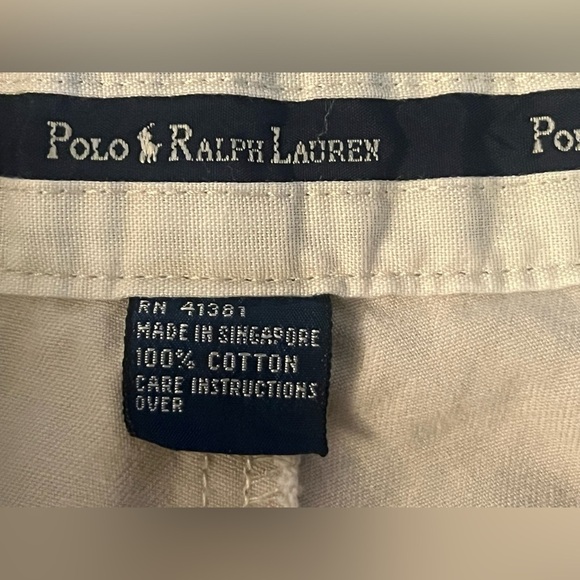 POLO RALPH LAUREN PO
RN 41381
MADE IN SINGAPORE
100% COTTON
CARE INSTRUCTIONS
OVER